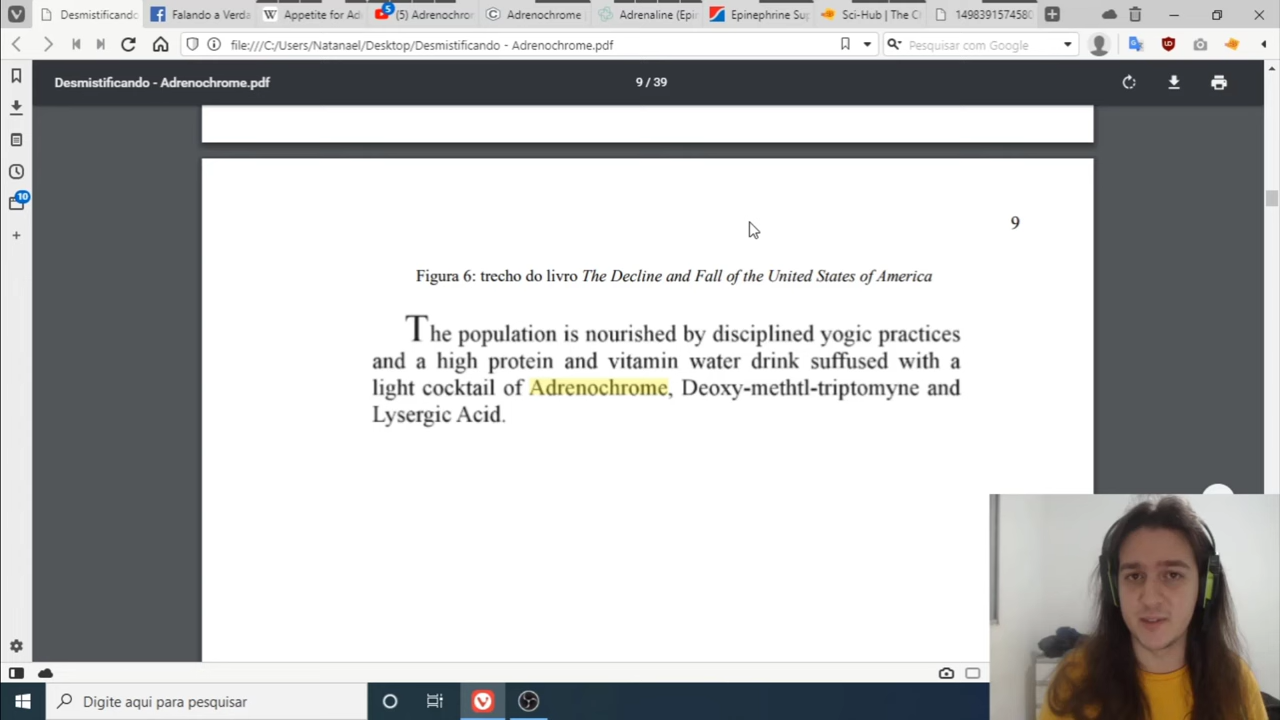 Desmistificando
Falando a Verda
W Appetite for Ad
5
(5) Adrenochror
Adrenochrome
Adrenaline (Epi
Epinephrine Sup
Sci-Hub | The C
1498391574580
file:///C:/Users/Natanael/Desktop/Desmistificando - Adrenochrome.pdf
Pesquisar com Google
Desmistificando - Adrenochrome.pdf
9 / 39
10
9
Figura 6: trecho do livro The Decline and Fall of the United States of America
The population is nourished by disciplined yogic practices
and a high protein and vitamin water drink suffused with a
light cocktail of Adrenochrome, Deoxy-methtl-triptomyne and
Lysergic Acid.
Digite aqui para pesquisar